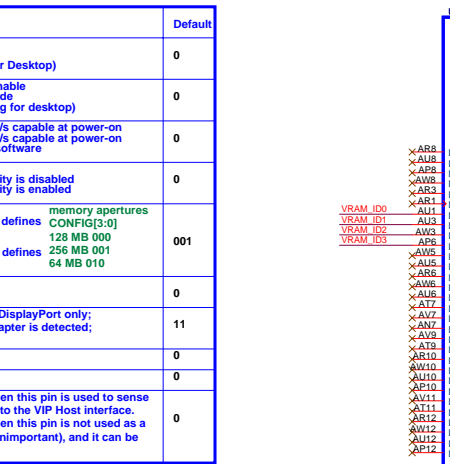 Default
0
r Desktop)
nable
de
g for desktop)
0
/s capable at power-on
/s capable at power-on
software
0
ity is disabled
ity is enabled
0
memory apertures
defines CONFIG[3:0]
128 MB 000
defines 256 MB 001
64 MB 010
001
0
DisplayPort only;
apter is detected;
11
0
0
en this pin is used to sense
to the VIP Host interface.
en this pin is not used as a
nimportant), and it can be
0
AR8
AU8
AP8
AW8
AR3
AR1
VRAM_ID0 AU1
VRAM_ID1 AU3
VRAM_ID2 AW3
VRAM_ID3 AP6
AW5
AU5
AR6
AW6
AU6
AT7
AV7
AN7
AV9
AT9
AR10
AW10
AU10
AP10
AV11
AT11
AR12
AW12
AU12
AP12